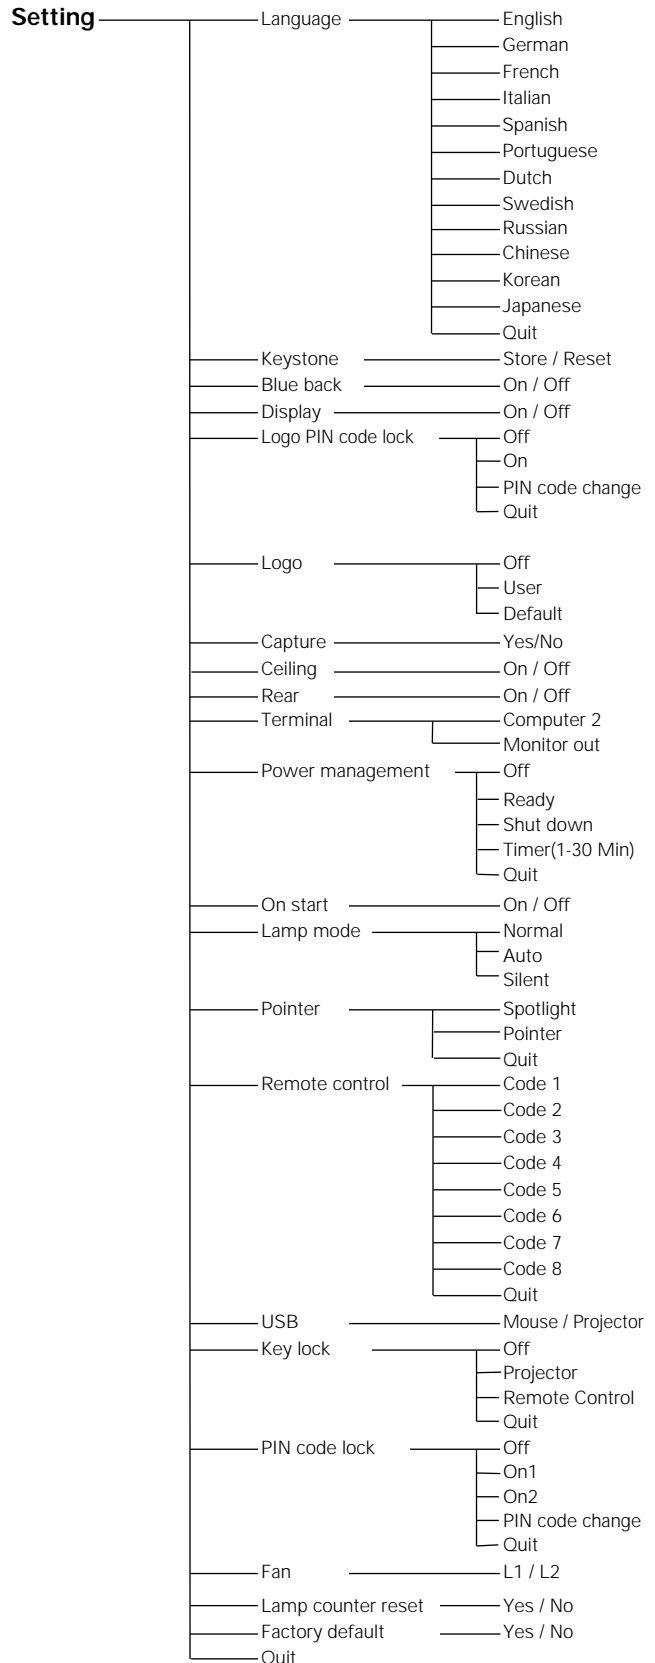 Setting Language English
German
French
Italian
Spanish
Portuguese
Dutch
Swedish
Russian
Chinese
Korean
Japanese
Quit
Keystone Store / Reset
Blue back On / Off
Display On / Off
Logo PIN code lock Off
On
PIN code change
Quit
Logo Off
User
Default
Capture Yes/No
Ceiling On / Off
Rear On / Off
Terminal Computer 2
Monitor out
Power management Off
Ready
Shut down
Timer(1-30 Min)
Quit
On start On / Off
Lamp mode Normal
Auto
Silent
Pointer Spotlight
Pointer
Quit
Remote control Code 1
Code 2
Code 3
Code 4
Code 5
Code 6
Code 7
Code 8
Quit
USB Mouse / Projector
Key lock Off
Projector
Remote Control
Quit
PIN code lock Off
On1
On2
PIN code change
Quit
Fan L1 / L2
Lamp counter reset Yes / No
Factory default Yes / No
Quit